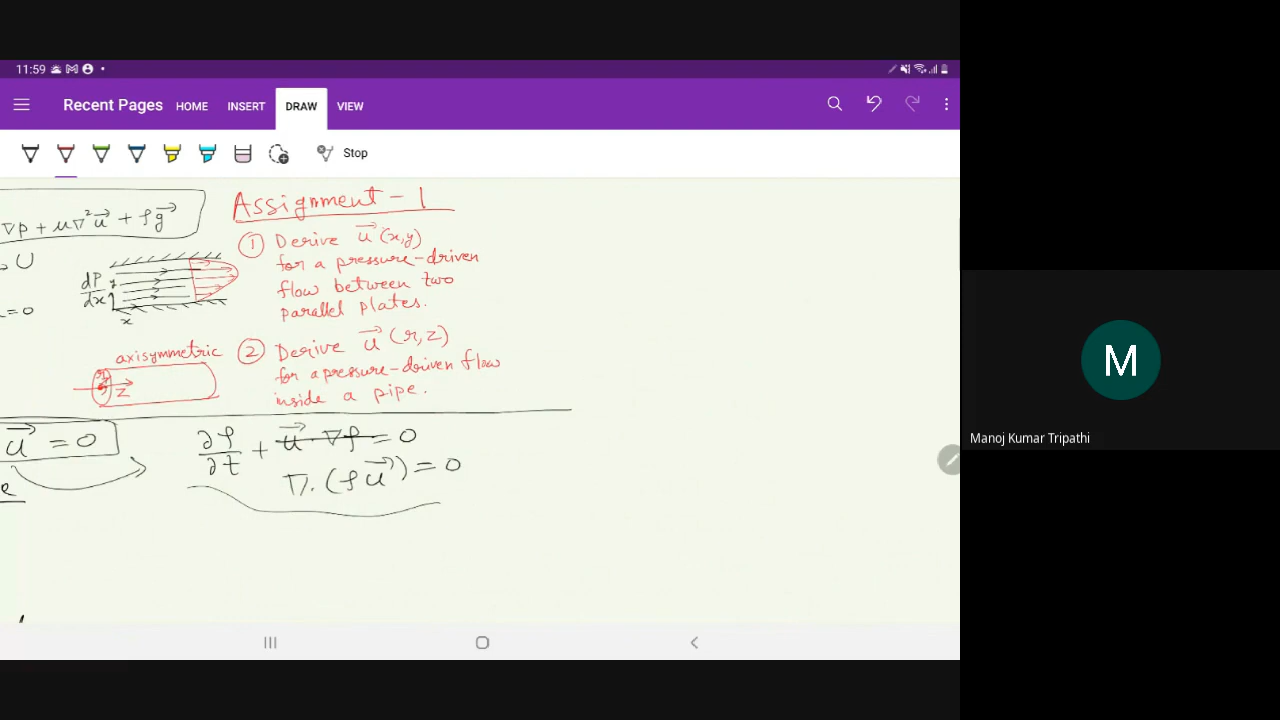 11:59
Recent Pages HOME INSERT DRAW VIEW
Stop
∇p + μ∇²u⃗ + ρg⃗
U
= 0
dP/dx y
x
Assignment - 1
① Derive u⃗ (x,y)
for a pressure-driven
flow between two
parallel plates.
axisymmetric
r
z
② Derive u⃗ (r, z)
for a pressure-driven flow
inside a pipe.
u⃗ = 0
∂ρ/∂t + u⃗ ∇ρ = 0
∇. (ρu⃗) = 0
e
M
Manoj Kumar Tripathi